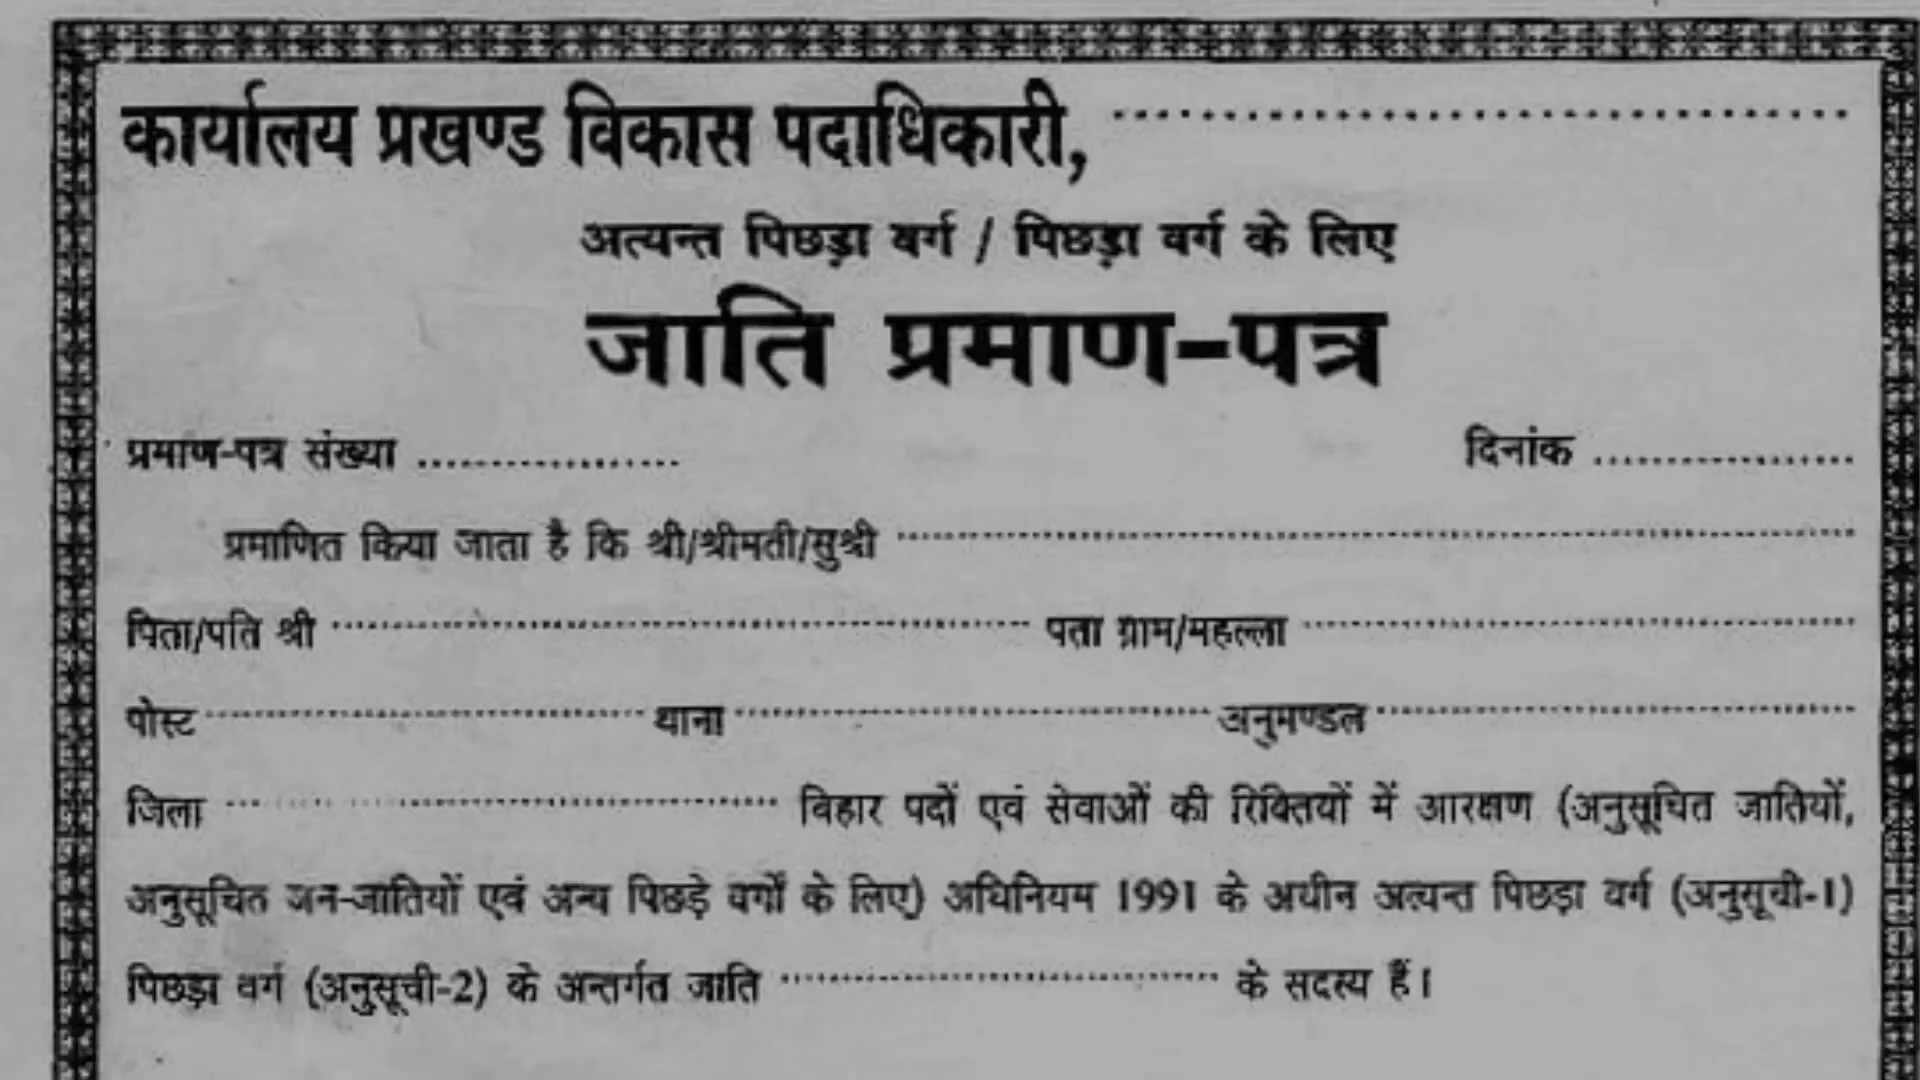 कार्यालय प्रखण्ड विकास पदाधिकारी, ..............................
अत्यन्त पिछड़ा वर्ग / पिछड़ा वर्ग के लिए
जाति प्रमाण-पत्र
प्रमाण-पत्र संख्या .................... दिनांक ....................
प्रमाणित किया जाता है कि श्री/श्रीमती/सुश्री ..............................
पिता/पति श्री .............................. पता ग्राम/महल्ला ..............................
पोस्ट .................... थाना .................... अनुमण्डल ....................
जिला .................... विहार पदों एवं सेवाओं की रिक्तियों में आरक्षण (अनुसूचित जातियों,
अनुसूचित जन-जातियों एवं अन्य पिछड़े वर्गों के लिए) अधिनियम 1991 के अधीन अत्यन्त पिछड़ा वर्ग (अनुसूची-1)
पिछड़ा वर्ग (अनुसूची-2) के अन्तर्गत जाति .............................. के सदस्य हैं।